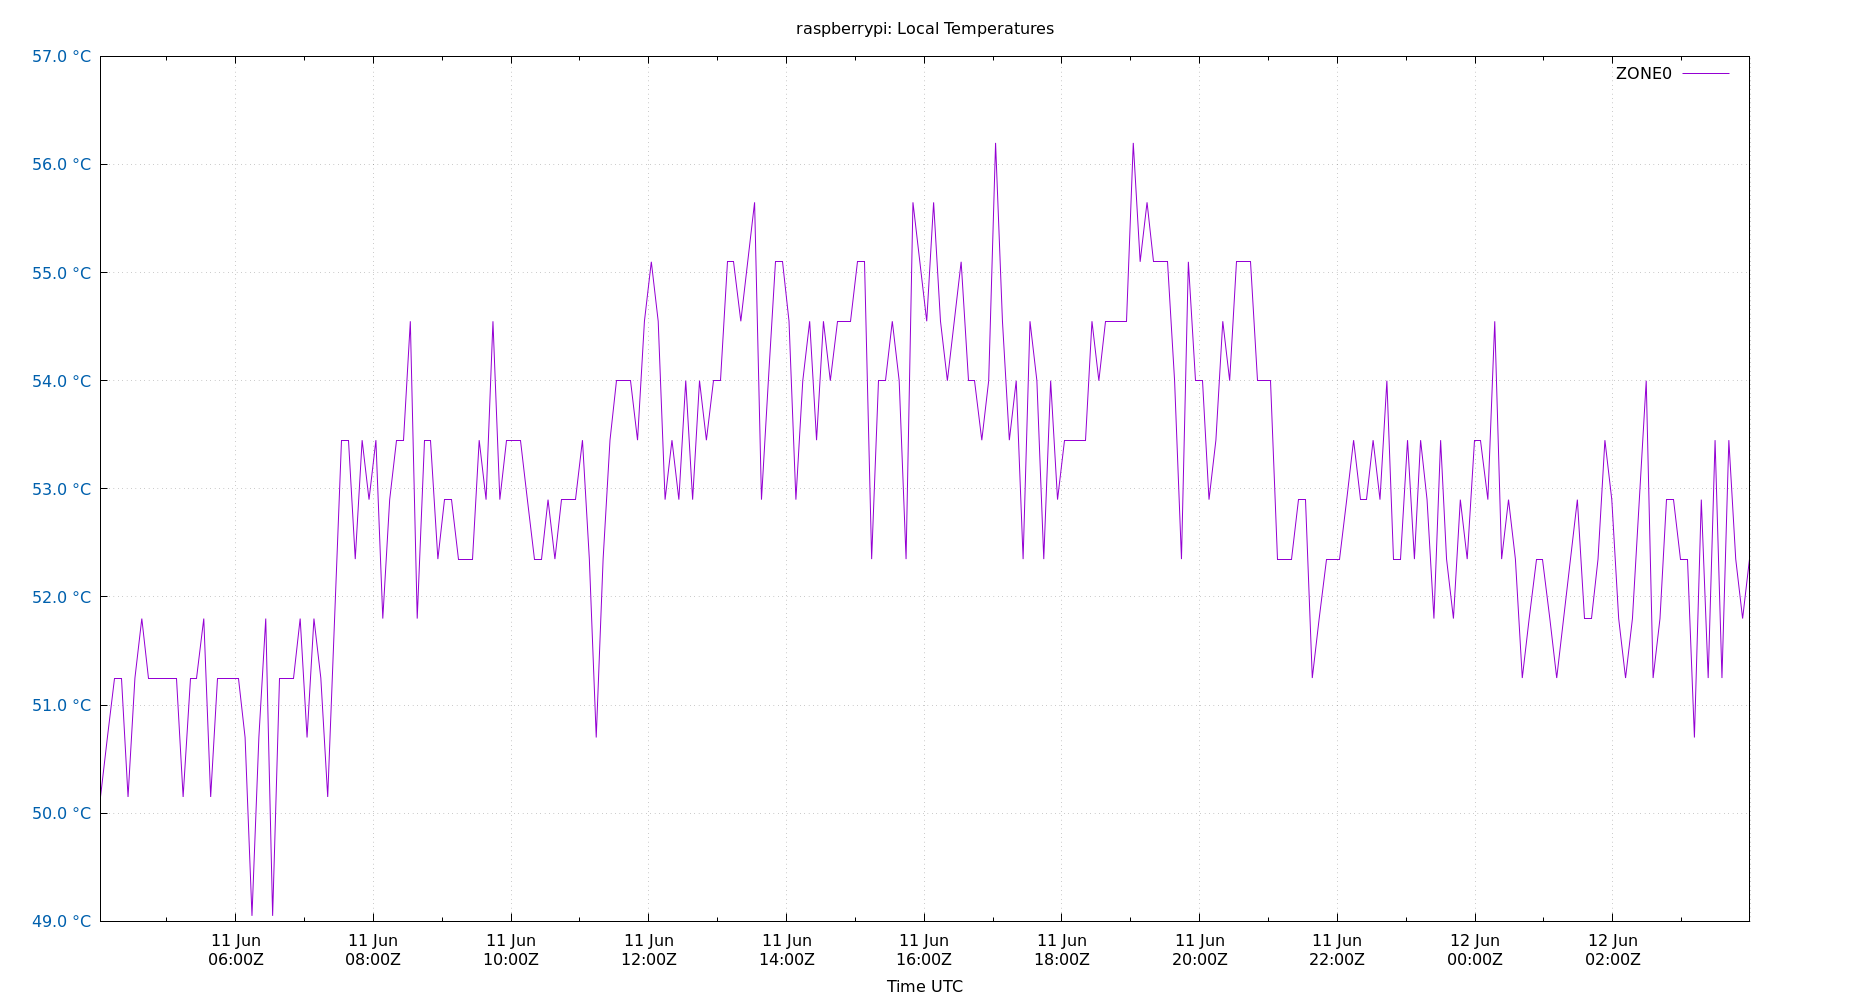 raspberrypi: Local Temperatures
57.0 °C
ZONE0
56.0 °C
55.0 °C
54.0 °C
53.0 °C
52.0 °C
51.0 °C
50.0 °C
49.0 °C
11 Jun 11 Jun 11 Jun 11 Jun 11 Jun 11 Jun 11 Jun 11 Jun 11 Jun 12 Jun 12 Jun
06:00Z 08:00Z 10:00Z 12:00Z 14:00Z 16:00Z 18:00Z 20:00Z 22:00Z 00:00Z 02:00Z
Time UTC